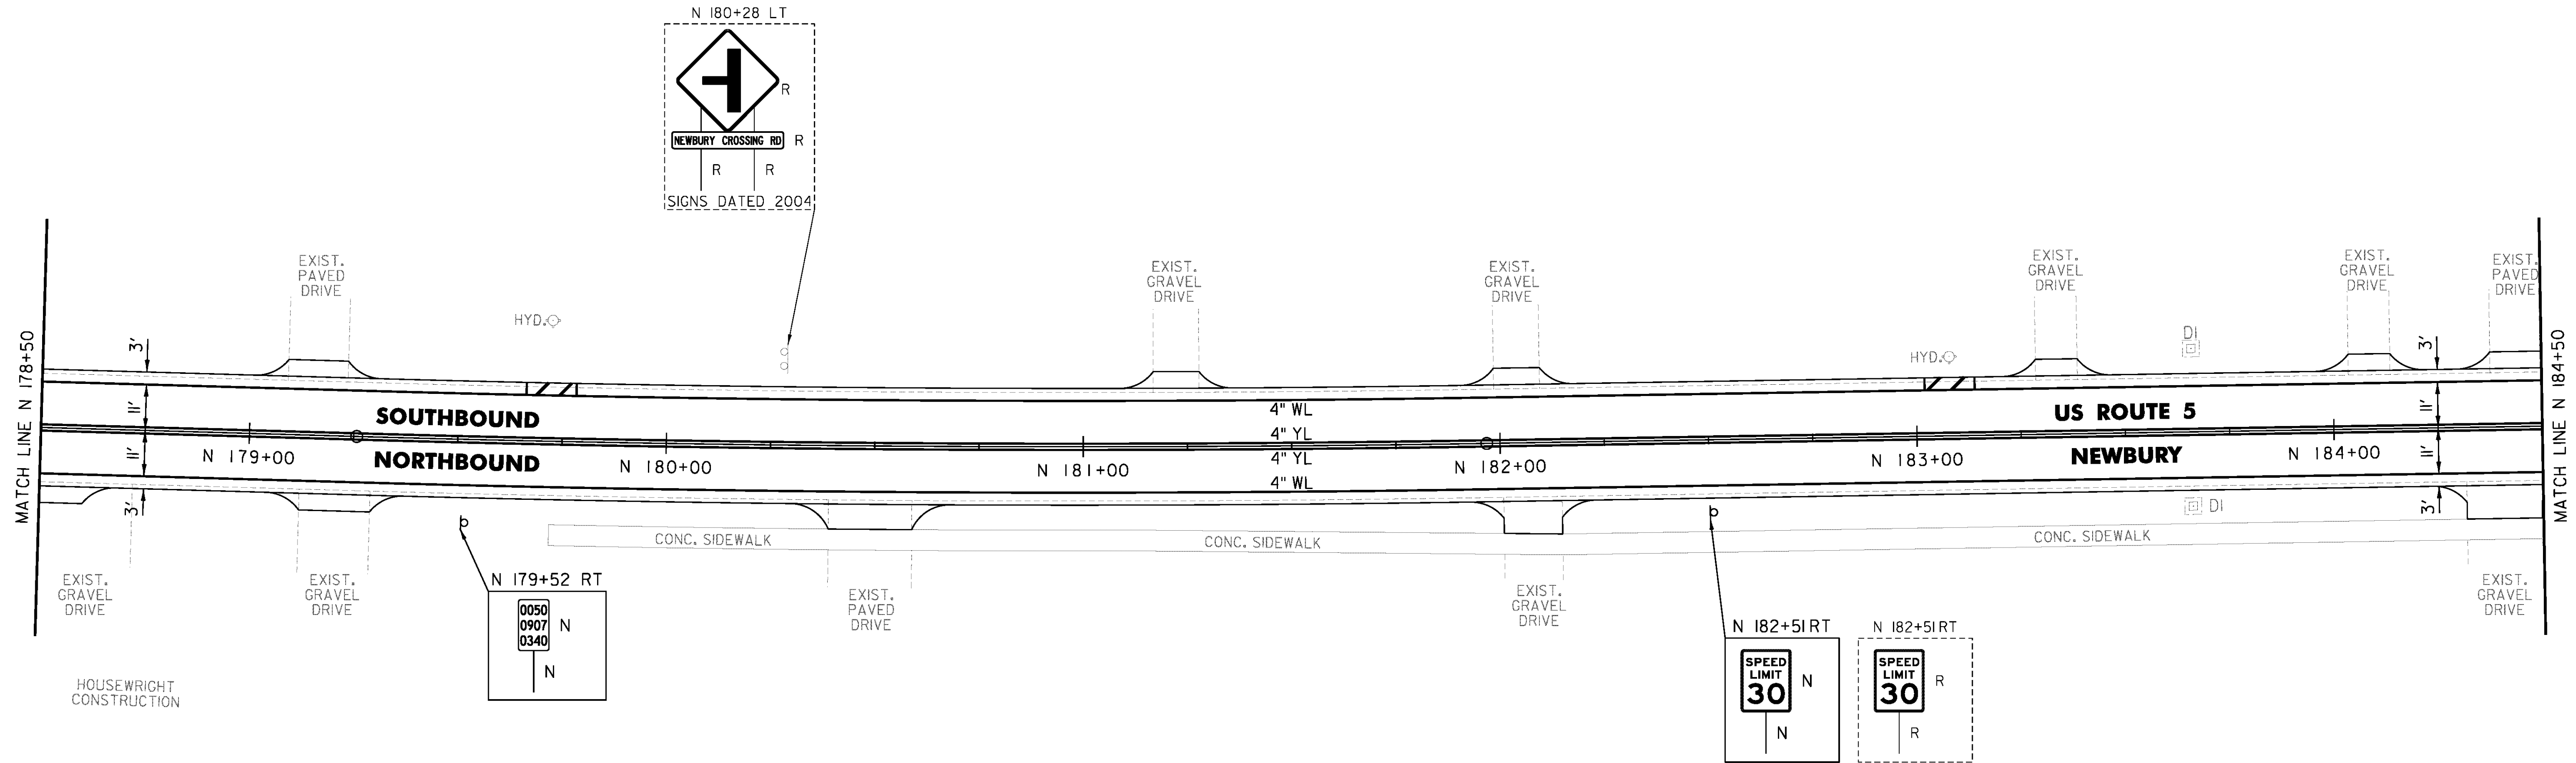 N 180+28 LT
R
NEWBURY CROSSING RD
R
R
R
SIGNS DATED 2004
EXIST.
PAVED
DRIVE
HYD.
EXIST.
GRAVEL
DRIVE
EXIST.
GRAVEL
DRIVE
EXIST.
GRAVEL
DRIVE
EXIST.
GRAVEL
DRIVE
EXIST.
PAVED
DRIVE
DI
HYD.
MATCH LINE N 178+50
3'
11'
11'
3'
SOUTHBOUND
NORTHBOUND
4" WL
4" YL
4" YL
4" WL
US ROUTE 5
NEWBURY
3'
11'
11'
3'
MATCH LINE N 184+50
N 179+00
N 180+00
N 181+00
N 182+00
N 183+00
N 184+00
DI
CONC. SIDEWALK
CONC. SIDEWALK
CONC. SIDEWALK
EXIST.
GRAVEL
DRIVE
EXIST.
GRAVEL
DRIVE
EXIST.
PAVED
DRIVE
EXIST.
GRAVEL
DRIVE
EXIST.
GRAVEL
DRIVE
N 179+52 RT
0050
0907
0340
N
N
N 182+51 RT
SPEED
LIMIT
30
N
N
N 182+51 RT
SPEED
LIMIT
30
R
R
HOUSEWRIGHT
CONSTRUCTION